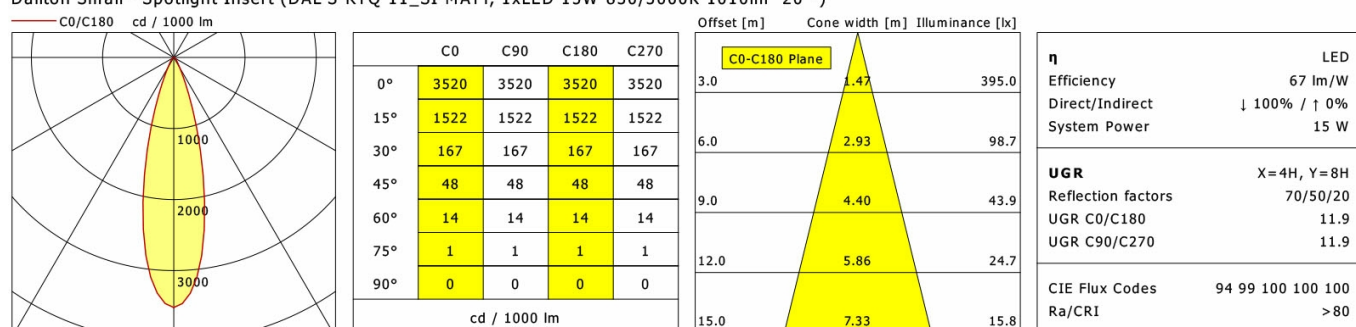 C0/C180 cd / 1000 lm
1000
2000
3000
C0 C90 C180 C270
0° 3520 3520 3520 3520
15° 1522 1522 1522 1522
30° 167 167 167 167
45° 48 48 48 48
60° 14 14 14 14
75° 1 1 1 1
90° 0 0 0 0
cd / 1000 lm
Offset [m] Cone width [m] Illuminance [lx]
C0-C180 Plane
3.0 1.47 395.0
6.0 2.93 98.7
9.0 4.40 43.9
12.0 5.86 24.7
15.0 7.33 15.8
η LED
Efficiency 67 lm/W
Direct/Indirect ↓ 100% / ↑ 0%
System Power 15 W
UGR X=4H, Y=8H
Reflection factors 70/50/20
UGR C0/C180 11.9
UGR C90/C270 11.9
CIE Flux Codes 94 99 100 100 100
Ra/CRI >80